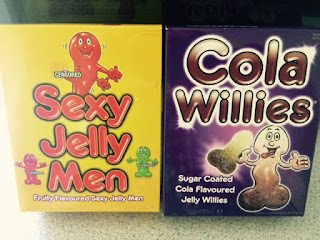 CENSORED
Sexy
Jelly
Men
Fruity Flavoured Sexy Jelly Men
Cola
Willies
Sugar Coated
Cola Flavoured
Jelly Willies